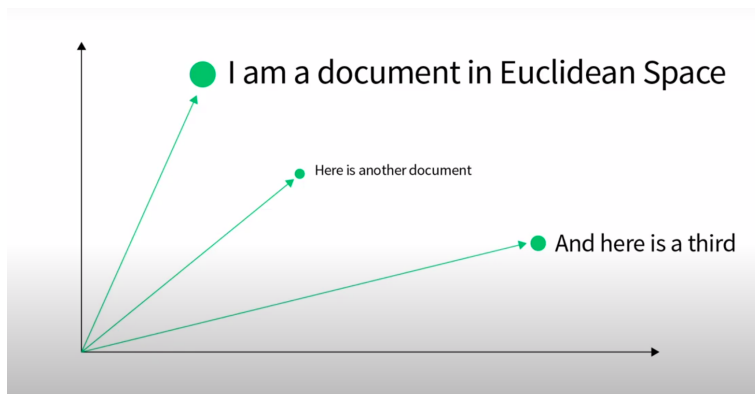 I am a document in Euclidean Space
Here is another document
And here is a third